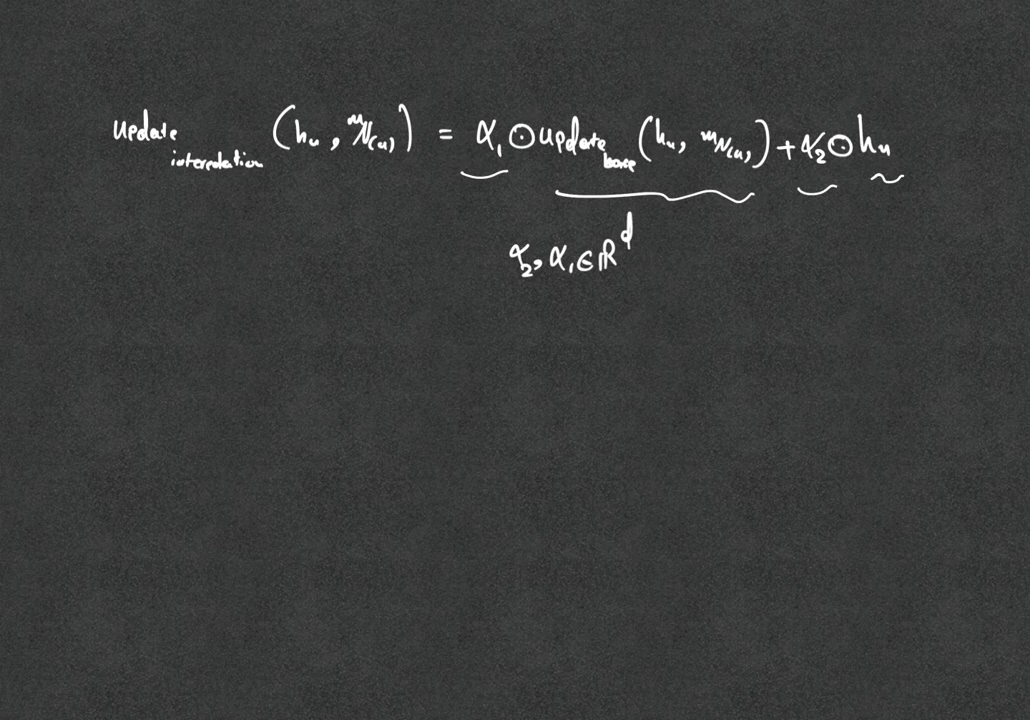 update_interpolation (h_u, m_N(u)) = α_1 ⊙ update_base (h_u, m_N(u)) + α_2 ⊙ h_u
α_2, α_1 ∈ ℝ^d